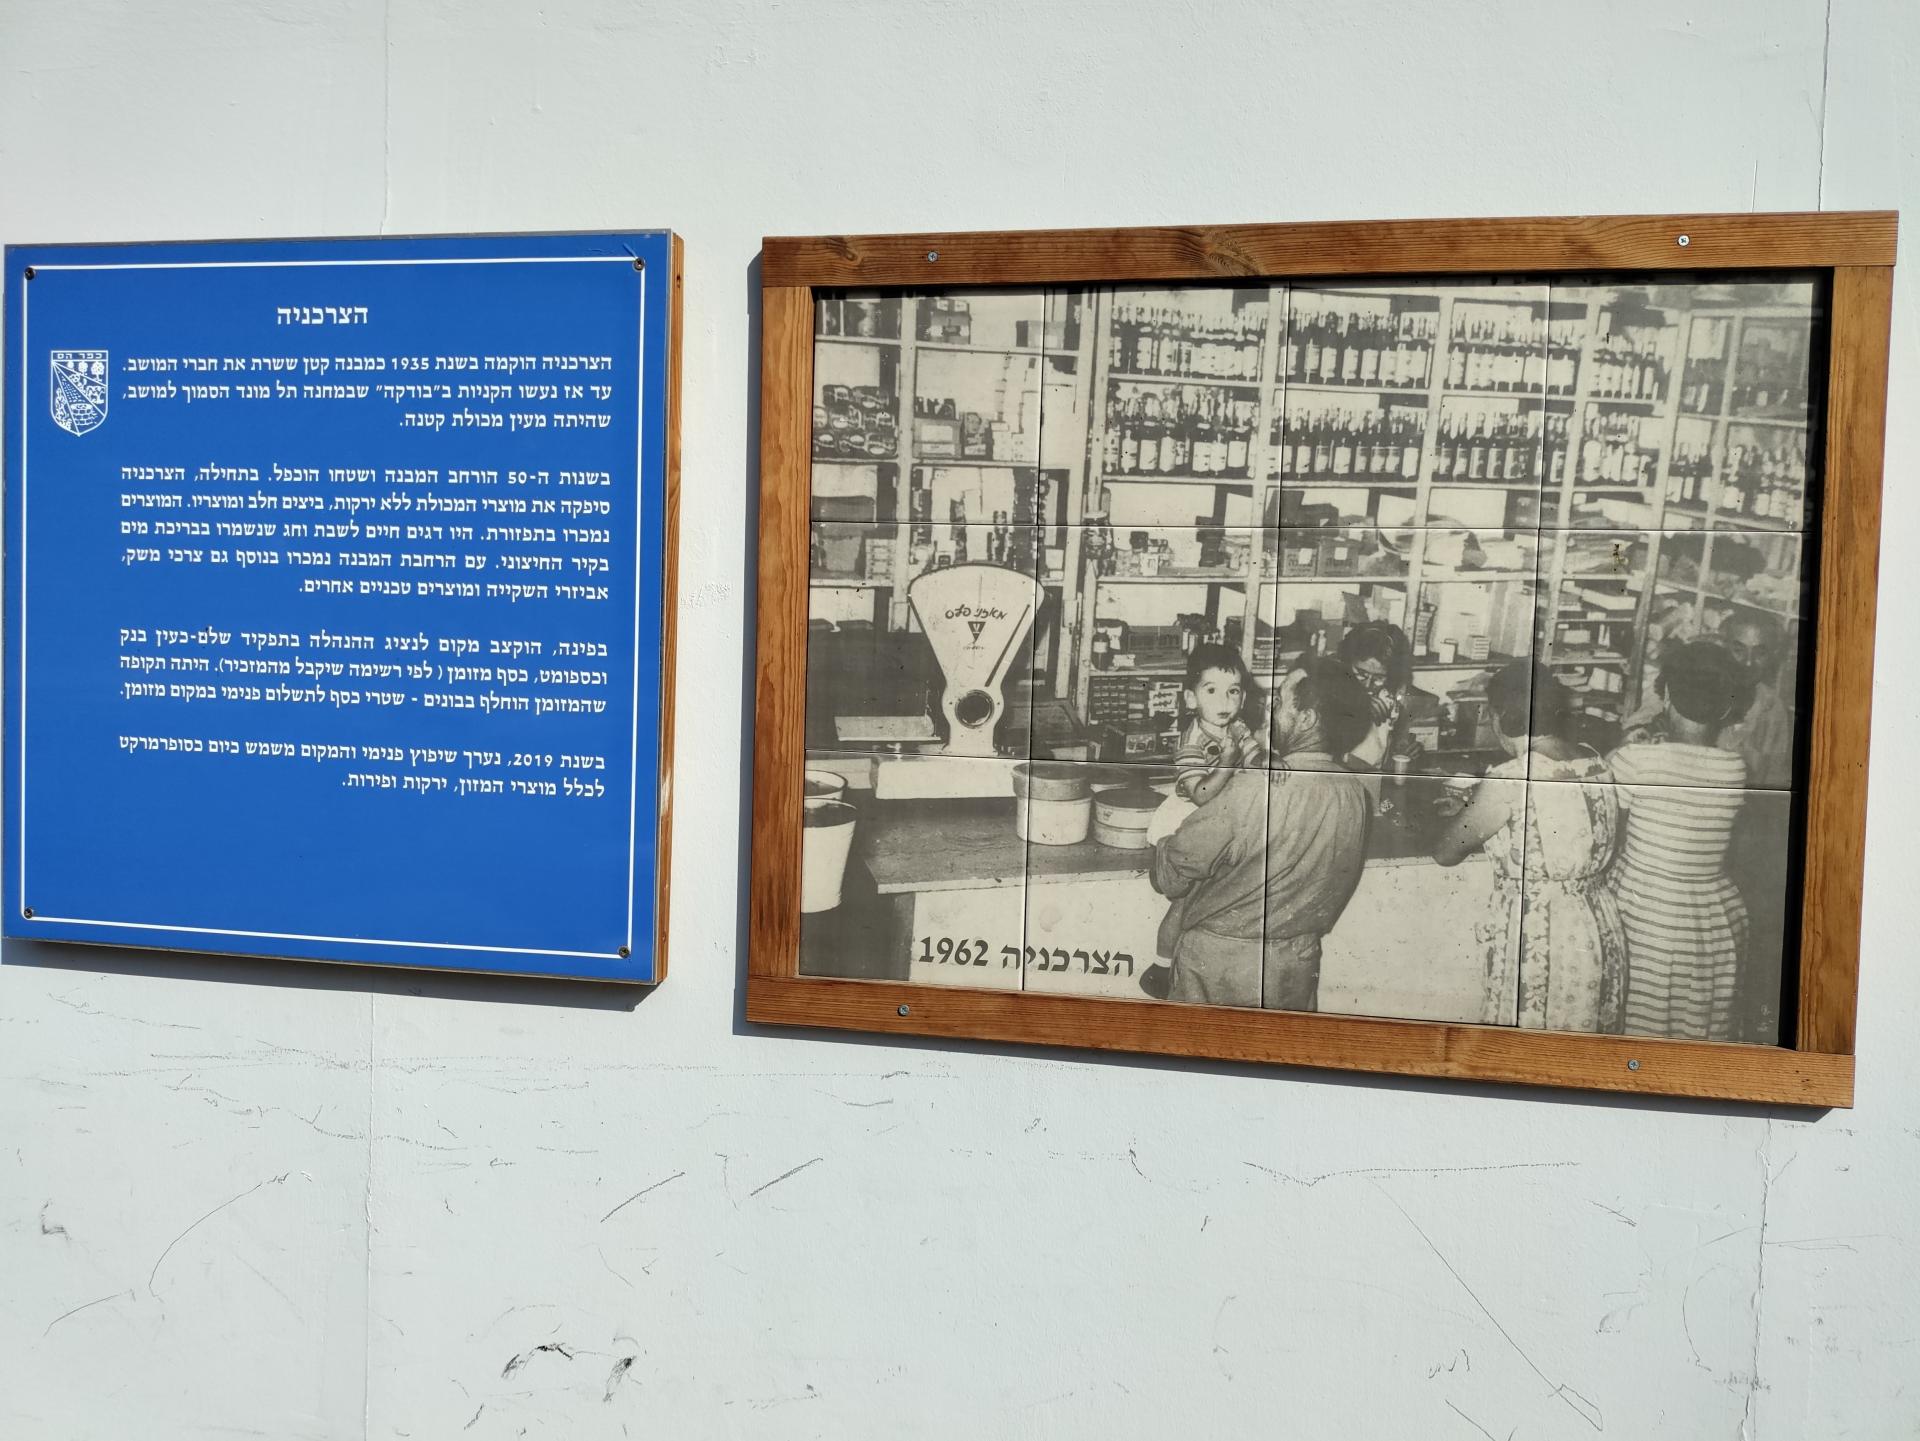 הצרכניה
כפר הס
הצרכניה הוקמה בשנת 1935 כמבנה קטן ששרת את חברי המושב.
עד אז נעשו הקניות ב"בודקה" שבמחנה תל מונד הסמוך למושב,
שהיתה מעין מכולת קטנה.
בשנות ה-50 הורחב המבנה ושטחו הוכפל. בתחילה, הצרכניה
סיפקה את מוצרי המכולת ללא ירקות, ביצים חלב ומוצריו. המוצרים
נמכרו בתפזורת. היו דגים חיים לשבת וחג שנשמרו בבריכת מים
בקיר החיצוני. עם הרחבת המבנה נמכרו בנוסף גם צרכי משק,
אביזרי השקייה ומוצרים טכניים אחרים.
בפינה, הוקצב מקום לנציג ההנהלה בתפקיד שלם-כעין בנק
וכספומט, כסף מזומן ( לפי רשימה שיקבל מהמזכיר). היתה תקופה
שהמזומן הוחלף בבונים - שטרי כסף לתשלום פנימי במקום מזומן.
בשנת 2019, נערך שיפוץ פנימי והמקום משמש כיום כסופרמרקט
לכלל מוצרי המזון, ירקות ופירות.
מאזני פלס
הצרכניה 1962